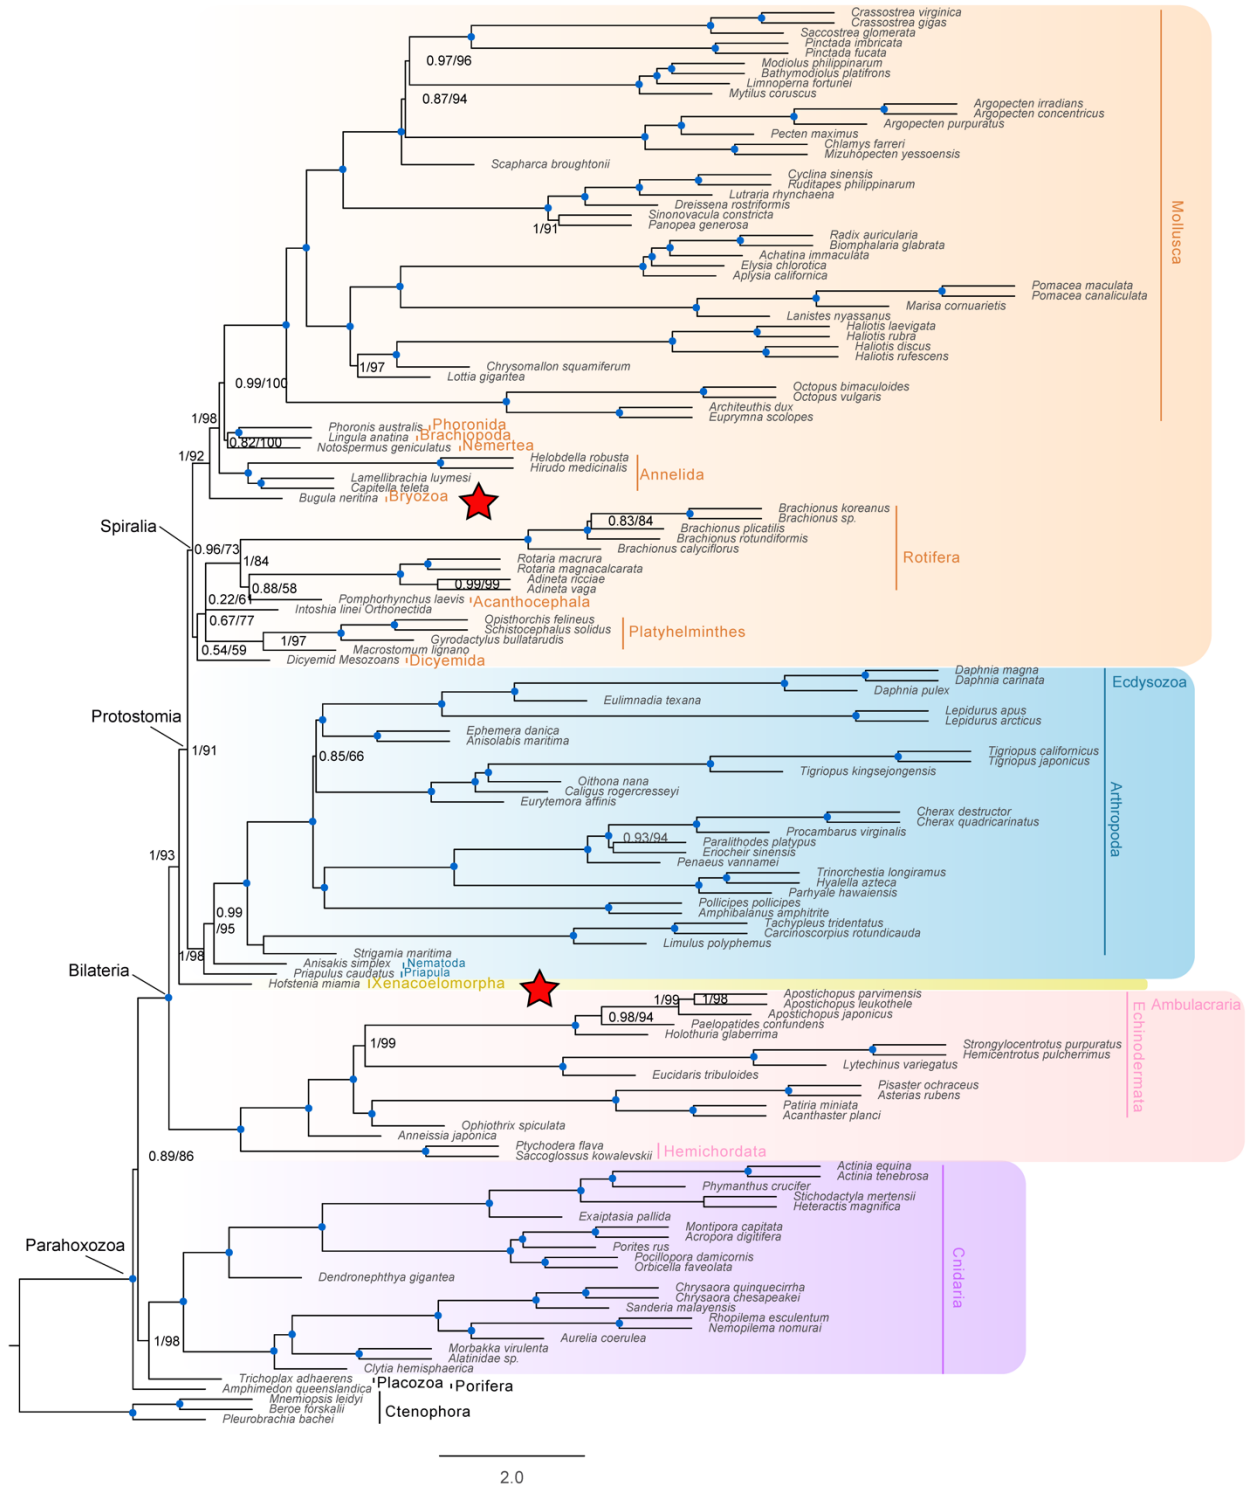 Crassostrea virginica
Crassostrea gigas
Saccostrea glomerata
Pinctada imbricata
Pinctada fucata
0.97/96
Modiolus philippinarum
Bathymodiolus platifrons
Limnoperna fortunei
Mytilus coruscus
0.87/94
Argopecten irradians
Argopecten concentricus
Argopecten purpuratus
Pecten maximus
Chlamys farreri
Mizuhopecten yessoensis
Scapharca broughtonii
Cyclina sinensis
Ruditapes philippinarum
Lutraria rhynchaena
Dreissena rostriformis
Sinonovacula constricta
Panopea generosa
1/91
Mollusca
Radix auricularia
Biomphalaria glabrata
Achatina immaculata
Elysia chlorotica
Aplysia californica
Pomacea maculata
Pomacea canaliculata
Marisa cornuarietis
Lanistes nyassanus
Haliotis laevigata
Haliotis rubra
Haliotis discus
Haliotis rufescens
1/97
Chrysomallon squamiferum
Lottia gigantea
0.99/100
Octopus bimaculoides
Octopus vulgaris
Architeuthis dux
Euprymna scolopes
1/98
Phoronis australis Phoronida
Lingula anatina Brachiopoda
0.82/100
Notospermus geniculatus Nemertea
1/92
Helobdella robusta
Hirudo medicinalis
Annelida
Lamellibrachia luymesi
Capitella teleta
Bugula neritina Bryozoa
Spiralia
Brachionus koreanus
Brachionus sp.
0.83/84
Brachionus plicatilis
Brachionus rotundiformis
Brachionus calyciflorus
Rotifera
0.96/73
1/84
Rotaria macrura
Rotaria magnacalcarata
Adineta ricciae
0.99/99
Adineta vaga
0.88/58
Pomphorhynchus laevis Acanthocephala
0.22/61
Intoshia linei Orthonectida
0.67/77
Opisthorchis felineus
Schistocephalus solidus
Gyrodactylus bullatarudis
Platyhelminthes
1/97
Macrostomum lignano
0.54/59
Dicyemid Mesozoans Dicyemida
Daphnia magna
Daphnia carinata
Daphnia pulex
Ecdysozoa
Eulimnadia texana
Lepidurus apus
Lepidurus arcticus
Protostomia
Ephemera danica
Anisolabis maritima
1/91
0.85/66
Tigriopus californicus
Tigriopus japonicus
Tigriopus kingsejongensis
Oithona nana
Caligus rogercresseyi
Eurytemora affinis
Arthropoda
Cherax destructor
Cherax quadricarinatus
Procambarus virginalis
0.93/94
Paralithodes platypus
Eriocheir sinensis
Penaeus vannamei
1/93
Trinorchestia longiramus
Hyalella azteca
Parhyale hawaiensis
Pollicipes pollicipes
Amphibalanus amphitrite
0.99
/95
Tachypleus tridentatus
Carcinoscorpius rotundicauda
Limulus polyphemus
1/98
Strigamia maritima
Anisakis simplex Nematoda
Priapulus caudatus Priapula
Bilateria
Hofstenia miamia Xenacoelomorpha
1/99
1/98
Apostichopus parvimensis
Apostichopus leukothele
Apostichopus japonicus
Ambulacraria
0.98/94
Paelopatides confundens
Holothuria glaberrima
1/99
Strongylocentrotus purpuratus
Hemicentrotus pulcherrimus
Lytechinus variegatus
Eucidaris tribuloides
Echinodermata
Pisaster ochraceus
Asterias rubens
Patiria miniata
Acanthaster planci
Ophiothrix spiculata
Anneissia japonica
Ptychodera flava
Saccoglossus kowalevskii
Hemichordata
0.89/86
Actinia equina
Actinia tenebrosa
Phymanthus crucifer
Stichodactyla mertensii
Heteractis magnifica
Exaiptasia pallida
Montipora capitata
Acropora digitifera
Porites rus
Pocillopora damicornis
Orbicella faveolata
Parahoxozoa
Dendronephthya gigantea
Cnidaria
Chrysaora quinquecirrha
Chrysaora chesapeakei
Sanderia malayensis
Rhopilema esculentum
Nemopilema nomurai
Aurelia coerulea
1/98
Morbakka virulenta
Alatinidae sp.
Clytia hemisphaerica
Trichoplax adhaerens Placozoa
Amphimedon queenslandica Porifera
Mnemiopsis leidyi
Beroe forskalii
Pleurobrachia bachei
Ctenophora
2.0